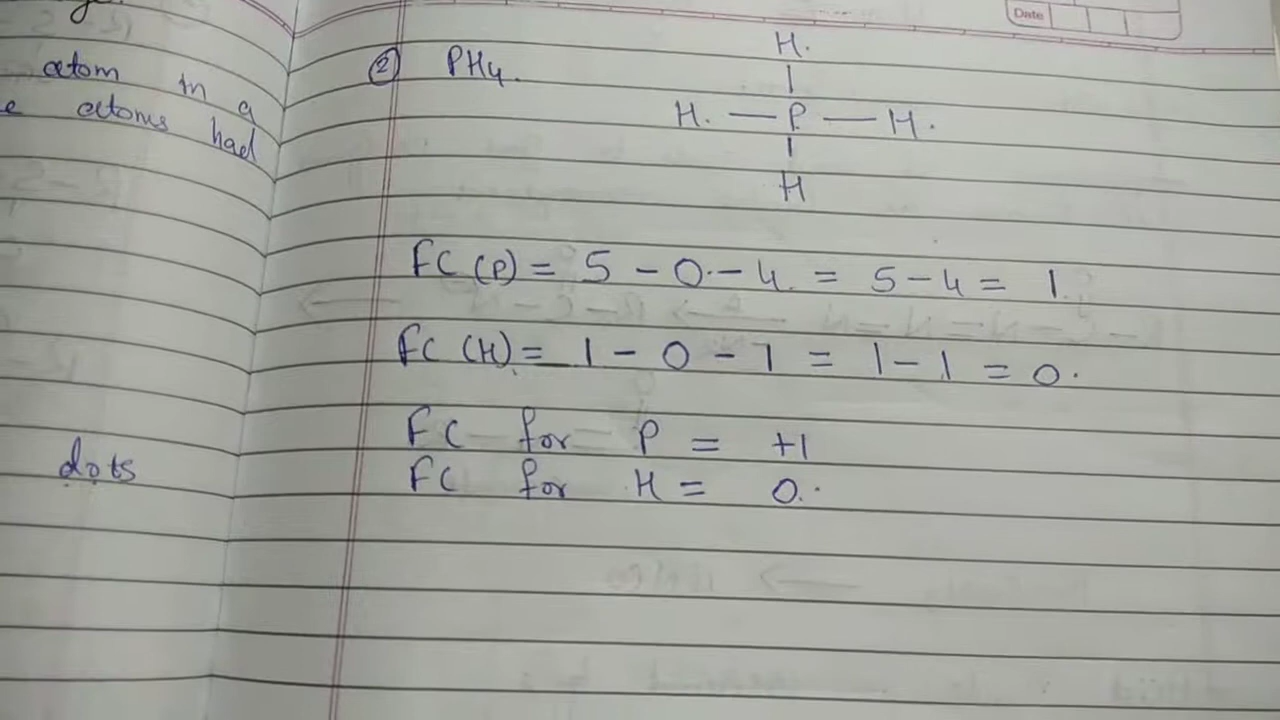 atom in a
e atoms had
dots
Date
② PH4.
H.
|
H. — P — H.
|
H
FC (P) = 5 - 0 - 4 = 5 - 4 = 1.
FC (H) = 1 - 0 - 1 = 1 - 1 = 0.
FC for P = +1
FC for H = 0.